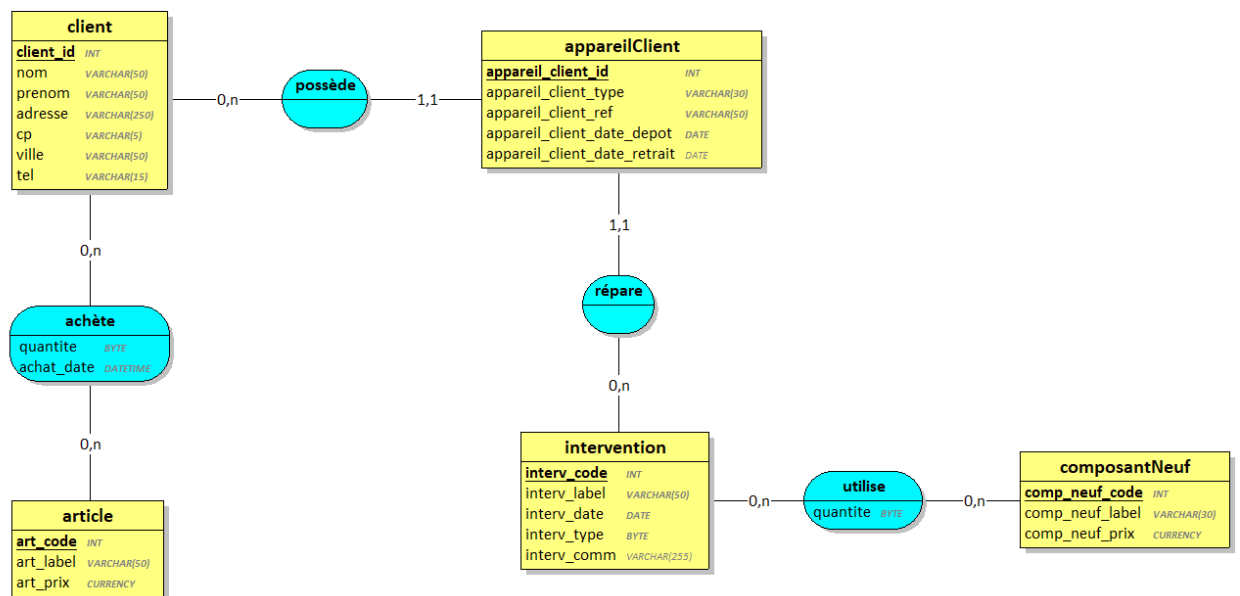 client
client_id INT
nom VARCHAR(50)
prenom VARCHAR(50)
adresse VARCHAR(250)
cp VARCHAR(5)
ville VARCHAR(50)
tel VARCHAR(15)
0,n
possède
1,1
appareilClient
appareil_client_id INT
appareil_client_type VARCHAR(30)
appareil_client_ref VARCHAR(50)
appareil_client_date_depot DATE
appareil_client_date_retrait DATE
0,n
achète
quantite BYTE
achat_date DATETIME
0,n
article
art_code INT
art_label VARCHAR(50)
art_prix CURRENCY
1,1
répare
0,n
intervention
interv_code INT
interv_label VARCHAR(50)
interv_date DATE
interv_type BYTE
interv_comm VARCHAR(255)
0,n
utilise
quantite BYTE
0,n
composantNeuf
comp_neuf_code INT
comp_neuf_label VARCHAR(30)
comp_neuf_prix CURRENCY